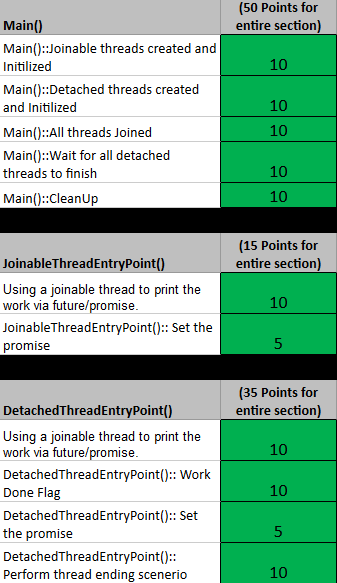 (50 Points for
Main() entire section)
Main()::Joinable threads created and
Initilized 10
Main()::Detached threads created
and Initilized 10
Main()::All threads Joined 10
Main()::Wait for all detached
threads to finish 10
Main()::CleanUp 10
(15 Points for
JoinableThreadEntryPoint() entire section)
Using a joinable thread to print the
work via future/promise. 10
JoinableThreadEntryPoint():: Set the
promise 5
(35 Points for
DetachedThreadEntryPoint() entire section)
Using a joinable thread to print the
work via future/promise. 10
DetachedThreadEntryPoint():: Work
Done Flag 10
DetachedThreadEntryPoint():: Set
the promise 5
DetachedThreadEntryPoint()::
Perform thread ending scenerio 10